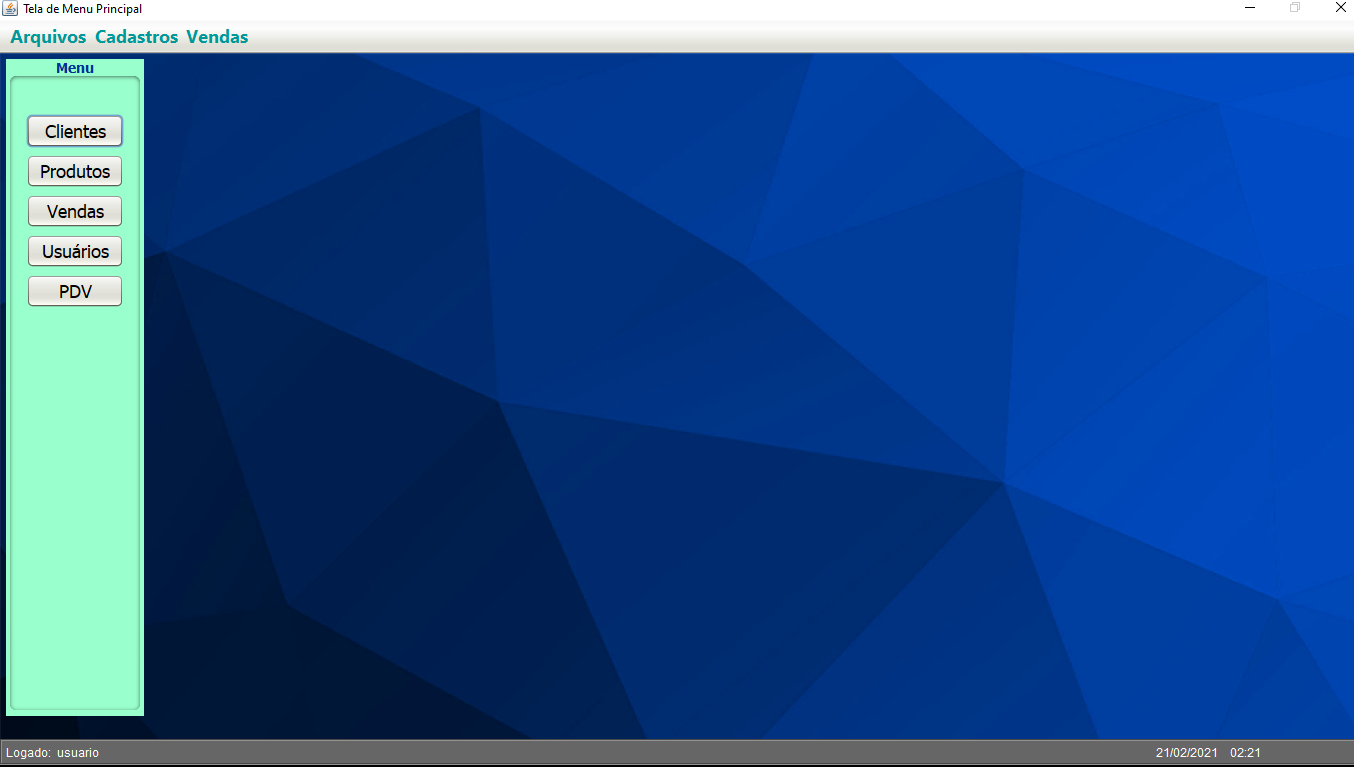 Tela de Menu Principal
Arquivos Cadastros Vendas
Menu
Clientes
Produtos
Vendas
Usuários
PDV
Logado: usuario 21/02/2021 02:21